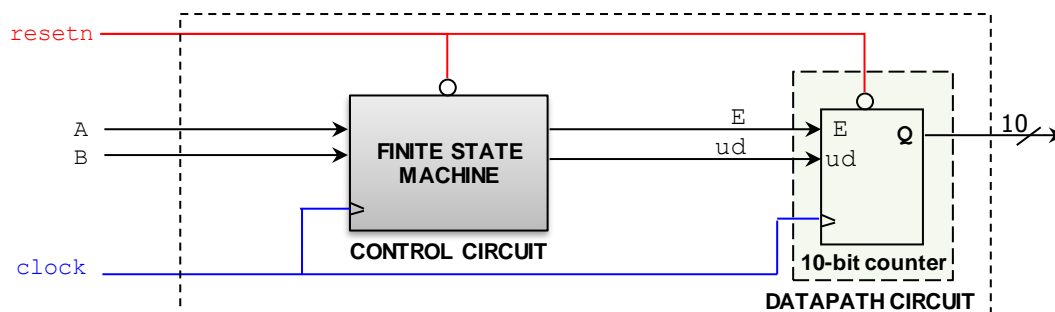 resetn
A
B
FINITE STATE
MACHINE
E
ud
E
ud
Q
10
CONTROL CIRCUIT
clock
10-bit counter
DATAPATH CIRCUIT